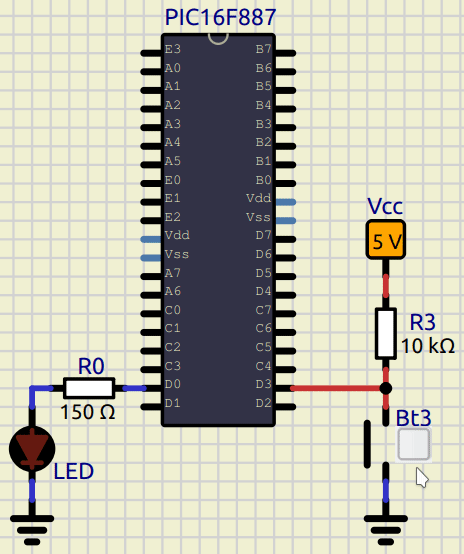 PIC16F887
E3 B7
A0 B6
A1 B5
A2 B4
A3 B3
A4 B2
A5 B1
E0 B0
E1 Vdd
E2 Vss
Vdd D7
Vss D6
A7 D5
A6 D4
C0 C7
C1 C6
C2 C5
C3 C4
D0 D3
D1 D2
Vcc
5 V
R3
10 kΩ
R0
150 Ω
Bt3
LED